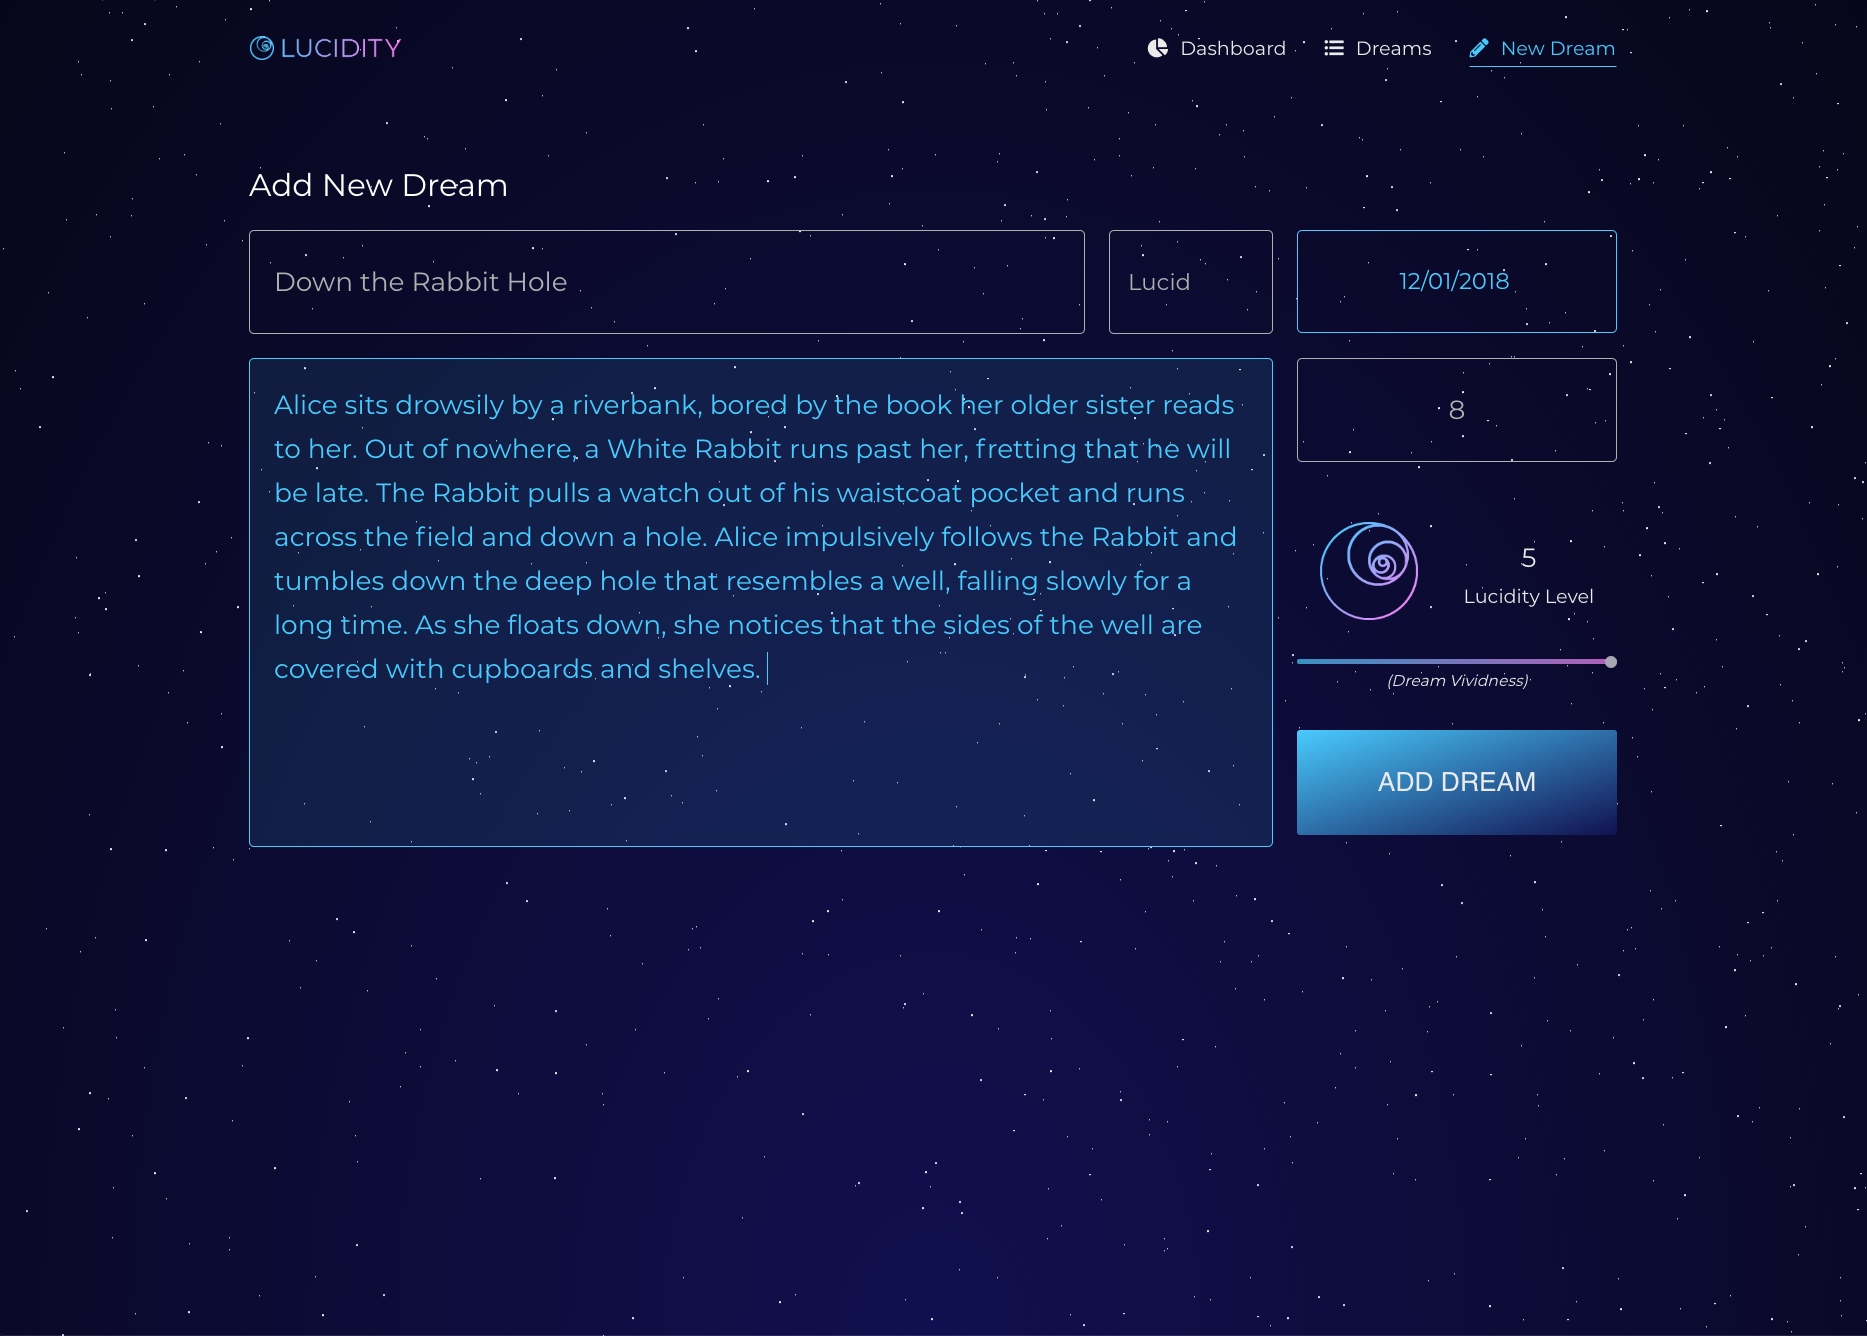 LUCIDITY
Dashboard
Dreams
New Dream
Add New Dream
Down the Rabbit Hole
Lucid
12/01/2018
Alice sits drowsily by a riverbank, bored by the book her older sister reads
to her. Out of nowhere, a White Rabbit runs past her, fretting that he will
be late. The Rabbit pulls a watch out of his waistcoat pocket and runs
across the field and down a hole. Alice impulsively follows the Rabbit and
tumbles down the deep hole that resembles a well, falling slowly for a
long time. As she floats down, she notices that the sides of the well are
covered with cupboards and shelves.
8
5
Lucidity Level
(Dream Vividness)
ADD DREAM